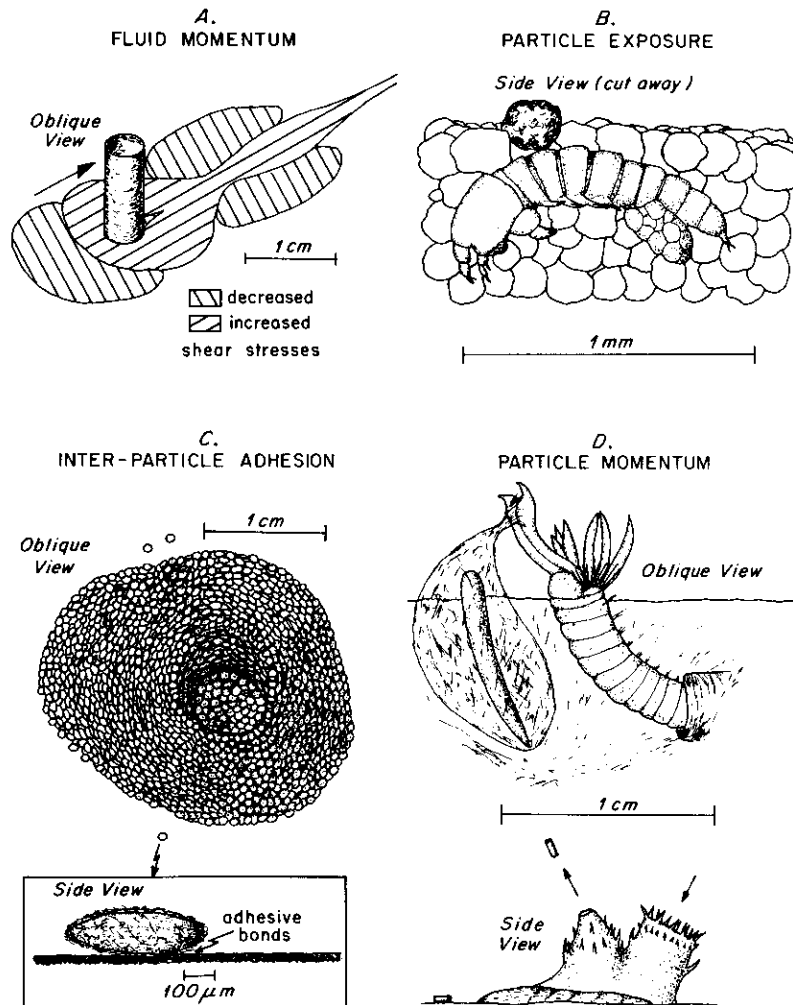 A.
FLUID MOMENTUM
Oblique
View
1 cm
decreased
increased
shear stresses
B.
PARTICLE EXPOSURE
Side View (cut away)
1 mm
C.
INTER-PARTICLE ADHESION
1 cm
Oblique
View
Side View
adhesive
bonds
100 μm
D.
PARTICLE MOMENTUM
Oblique View
1 cm
Side
View